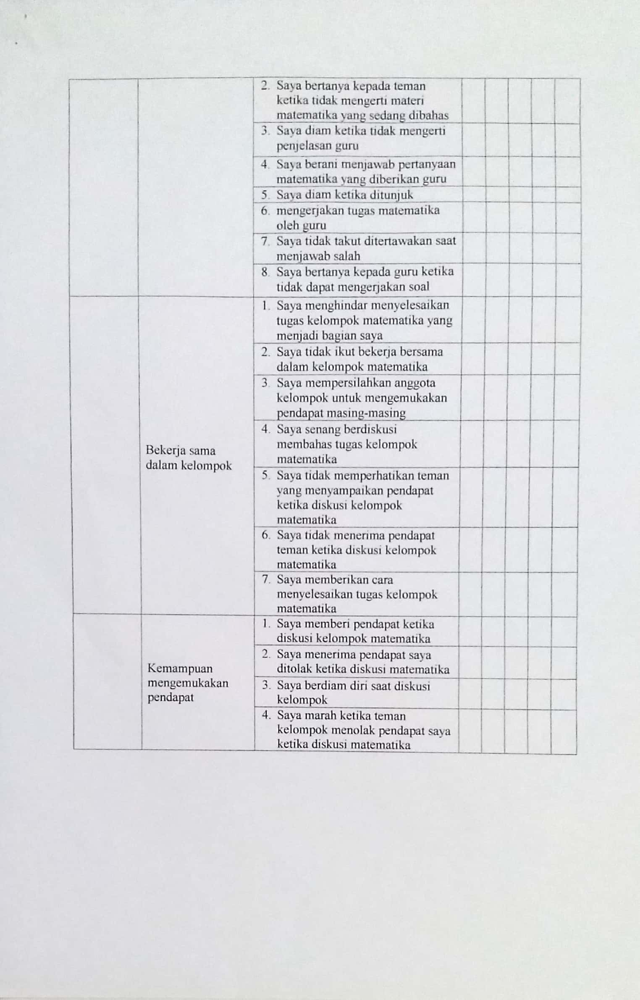 2. Saya bertanya kepada teman
ketika tidak mengerti materi
matematika yang sedang dibahas
3. Saya diam ketika tidak mengerti
penjelasan guru
4. Saya berani menjawab pertanyaan
matematika yang diberikan guru
5. Saya diam ketika ditunjuk
6. mengerjakan tugas matematika
oleh guru
7. Saya tidak takut ditertawakan saat
menjawab salah
8. Saya bertanya kepada guru ketika
tidak dapat mengerjakan soal
Bekerja sama
dalam kelompok
1. Saya menghindar menyelesaikan
tugas kelompok matematika yang
menjadi bagian saya
2. Saya tidak ikut bekerja bersama
dalam kelompok matematika
3. Saya mempersilahkan anggota
kelompok untuk mengemukakan
pendapat masing-masing
4. Saya senang berdiskusi
membahas tugas kelompok
matematika
5. Saya tidak memperhatikan teman
yang menyampaikan pendapat
ketika diskusi kelompok
matematika
6. Saya tidak menerima pendapat
teman ketika diskusi kelompok
matematika
7. Saya memberikan cara
menyelesaikan tugas kelompok
matematika
Kemampuan
mengemukakan
pendapat
1. Saya memberi pendapat ketika
diskusi kelompok matematika
2. Saya menerima pendapat saya
ditolak ketika diskusi matematika
3. Saya berdiam diri saat diskusi
kelompok
4. Saya marah ketika teman
kelompok menolak pendapat saya
ketika diskusi matematika